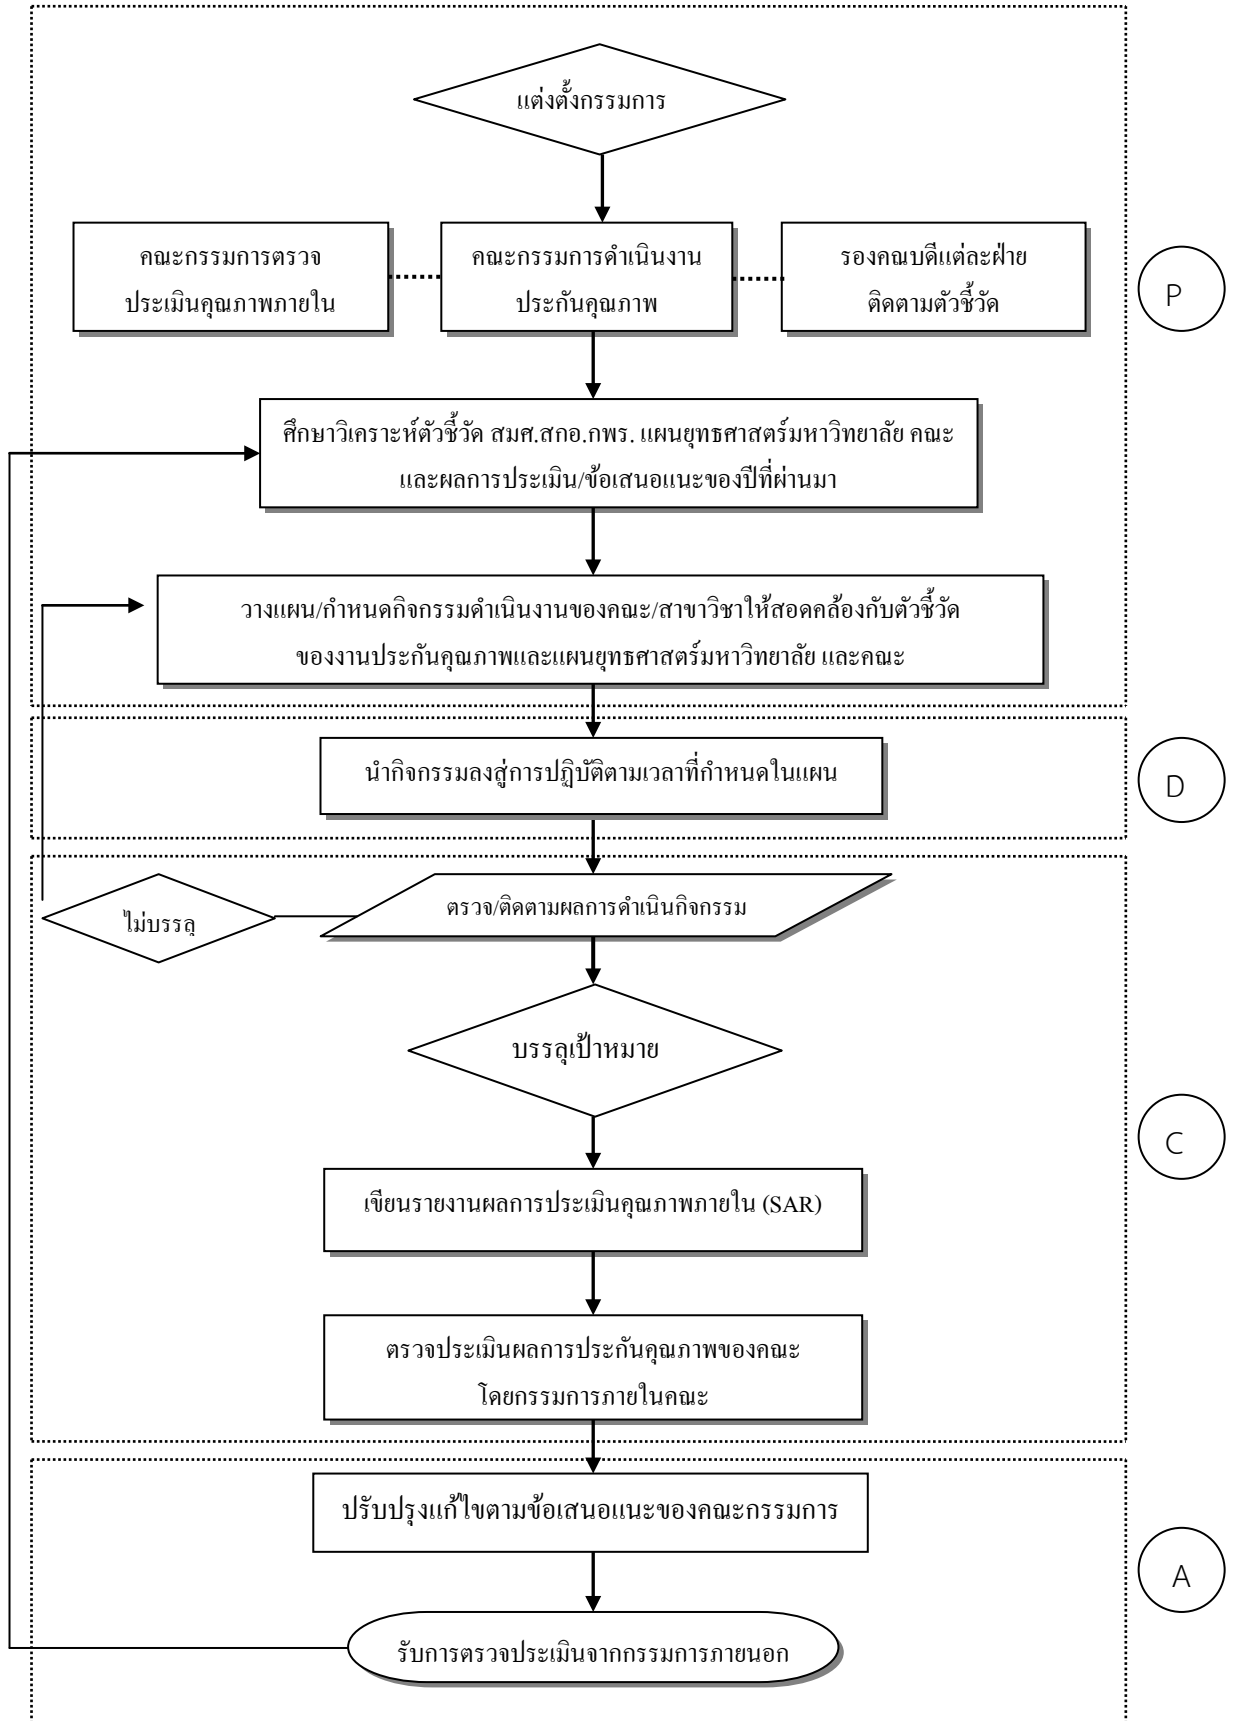 แต่งตั้งกรรมการ
คณะกรรมการตรวจ
ประเมินคุณภาพภายใน
คณะกรรมการดำเนินงาน
ประกันคุณภาพ
รองคณบดีแต่ละฝ่าย
ติดตามตัวชี้วัด
P
ศึกษาวิเคราะห์ตัวชี้วัด สมศ.สกอ.กพร. แผนยุทธศาสตร์มหาวิทยาลัย คณะ
และผลการประเมิน/ข้อเสนอแนะของปีที่ผ่านมา
วางแผน/กำหนดกิจกรรมดำเนินงานของคณะ/สาขาวิชาให้สอดคล้องกับตัวชี้วัด
ของงานประกันคุณภาพและแผนยุทธศาสตร์มหาวิทยาลัย และคณะ
นำกิจกรรมลงสู่การปฏิบัติตามเวลาที่กำหนดในแผน
D
ไม่บรรลุ
ตรวจ/ติดตามผลการดำเนินกิจกรรม
บรรลุเป้าหมาย
C
เขียนรายงานผลการประเมินคุณภาพภายใน (SAR)
ตรวจประเมินผลการประกันคุณภาพของคณะ
โดยกรรมการภายในคณะ
ปรับปรุงแก้ไขตามข้อเสนอแนะของคณะกรรมการ
A
รับการตรวจประเมินจากกรรมการภายนอก